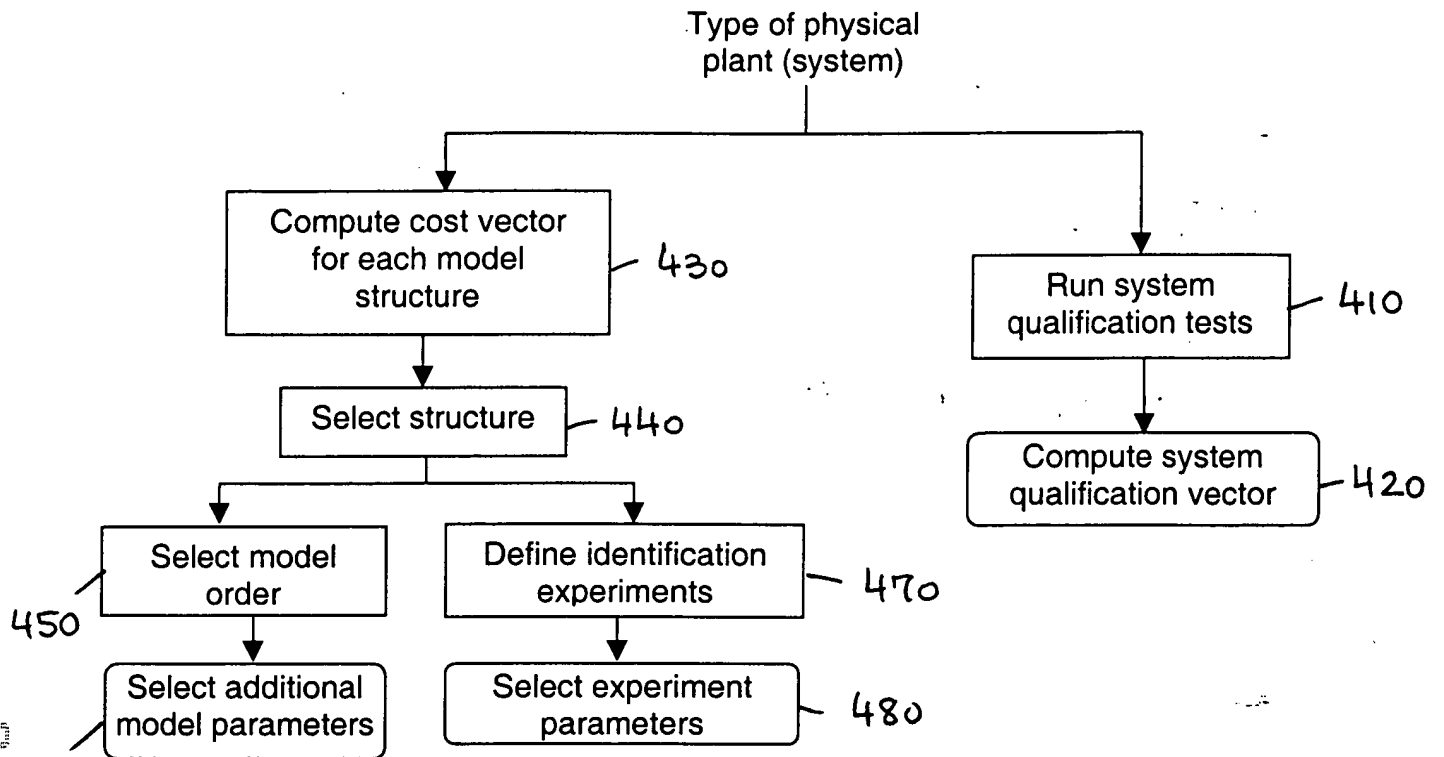 Type of physical
plant (system)
Compute cost vector
for each model
structure
430
Run system
qualification tests
410
Select structure
440
Compute system
qualification vector
420
Select model
order
450
Define identification
experiments
470
Select additional
model parameters
Select experiment
parameters
480